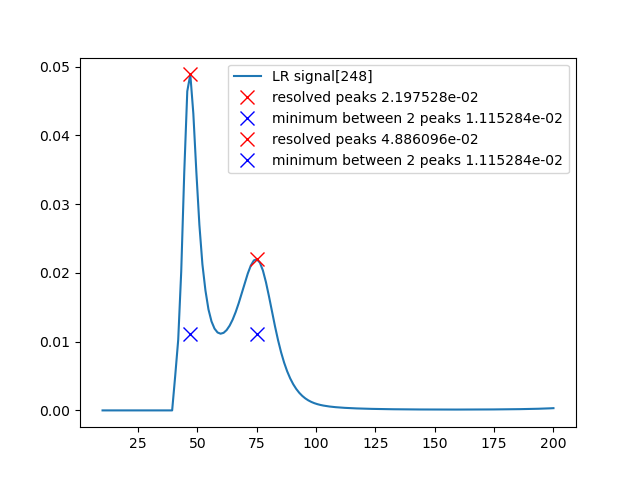 0.05
0.04
0.03
0.02
0.01
0.00
25
50
75
100
125
150
175
200
LR signal[248]
resolved peaks 2.197528e-02
minimum between 2 peaks 1.115284e-02
resolved peaks 4.886096e-02
minimum between 2 peaks 1.115284e-02